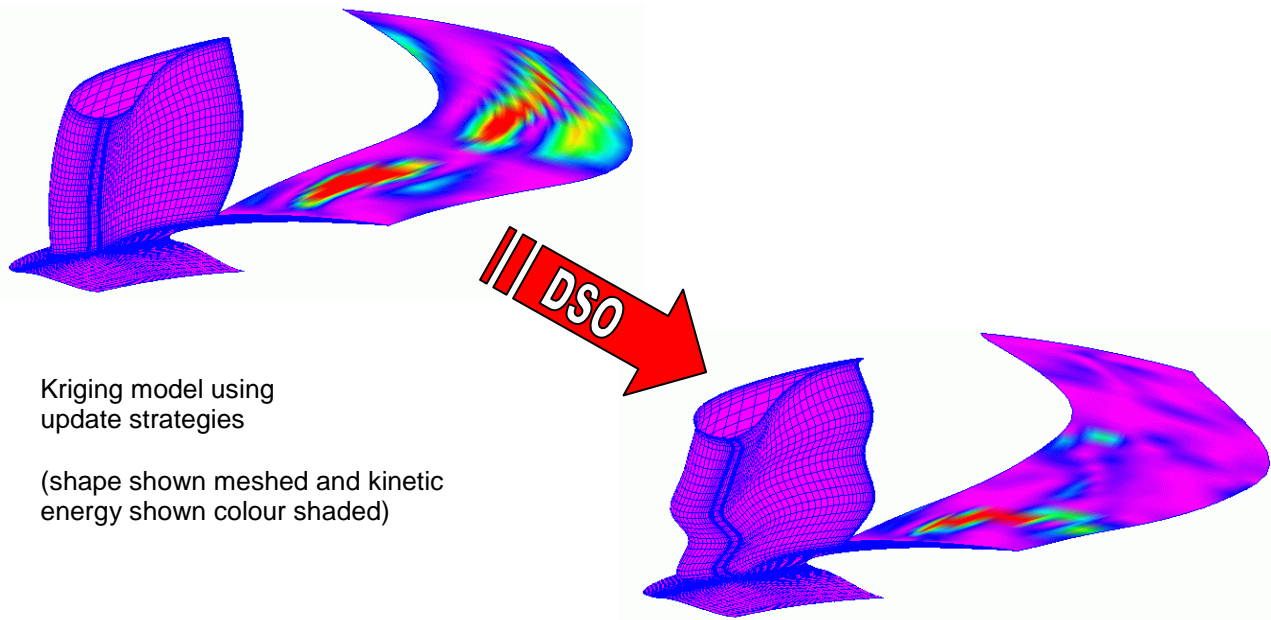 DSO
Kriging model using
update strategies
(shape shown meshed and kinetic
energy shown colour shaded)